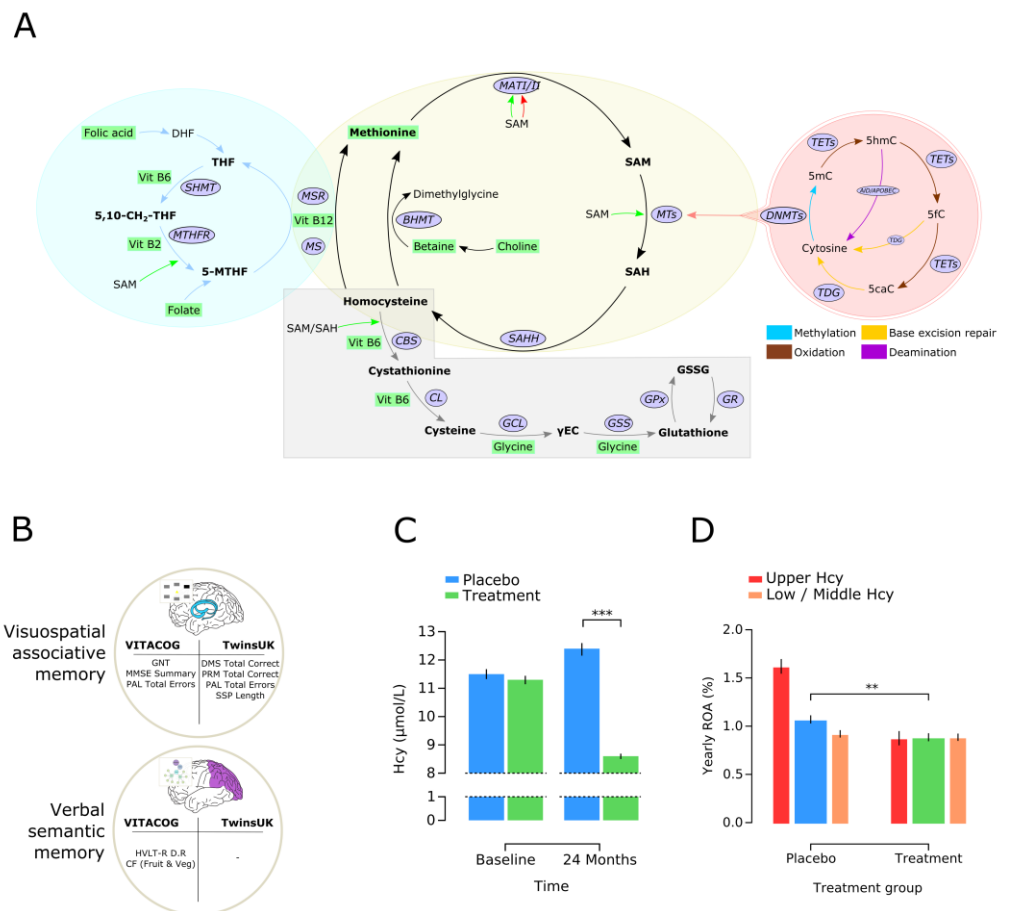 A
MATI/II
SAM
Folic acid
DHF
Methionine
THF
SAM
TETs
5hmC
TETs
Vit B6
SHMT
MSR
Dimethylglycine
5mC
AID/APOBEC
5,10-CH₂-THF
Vit B12
BHMT
SAM
MTs
DNMTs
5fC
Vit B2
MTHFR
MS
Betaine
Choline
Cytosine
TDG
5-MTHF
SAH
TETs
SAM
TDG
5caC
Folate
Homocysteine
SAM/SAH
Vit B6
CBS
SAHH
Methylation
Base excision repair
Oxidation
Deamination
Cystathionine
GSSG
Vit B6
CL
GPx
GR
Cysteine
GCL
γEC
GSS
Glutathione
Glycine
Glycine
B
Visuospatial
associative
memory
VITACOG
TwinsUK
GNT
MMSE Summary
PAL Total Errors
DMS Total Correct
PRM Total Correct
PAL Total Errors
SSP Length
Verbal
semantic
memory
VITACOG
TwinsUK
HVLT-R D.R
CF (Fruit & Veg)
-
C
Placebo
Treatment
***
13
12
11
10
9
8
1
0
Hcy (μmol/L)
Baseline
24 Months
Time
D
Upper Hcy
Low / Middle Hcy
**
2.0
1.5
1.0
0.5
0.0
Yearly ROA (%)
Placebo
Treatment
Treatment group